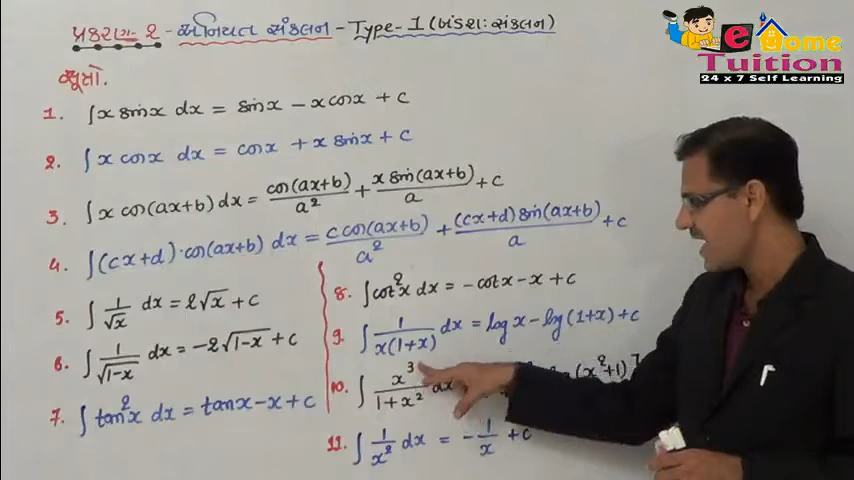 પ્રકરણ-2 - અનિયત સંકલન - Type-1 (ખંડશઃ સંકલન)
e Home
Tuition
24 x 7 Self Learning
સૂત્રો.
1. ∫x sinx dx = sinx - x cosx + c
2. ∫x cosx dx = cosx + x sinx + c
3. ∫x cos(ax+b) dx = cos(ax+b)/a² + x sin(ax+b)/a + c
4. ∫(cx+d)·cos(ax+b) dx = c cos(ax+b)/a² + (cx+d) sin(ax+b)/a + c
5. ∫ 1/√x dx = 2√x + c
6. ∫ 1/√(1-x) dx = -2√(1-x) + c
7. ∫tan²x dx = tanx - x + c
8. ∫cot²x dx = -cotx - x + c
9. ∫ 1/(x(1+x)) dx = log x - log(1+x) + c
10. ∫ x³/(1+x²) dx (x²+1)
11. ∫ 1/x² dx = -1/x + c